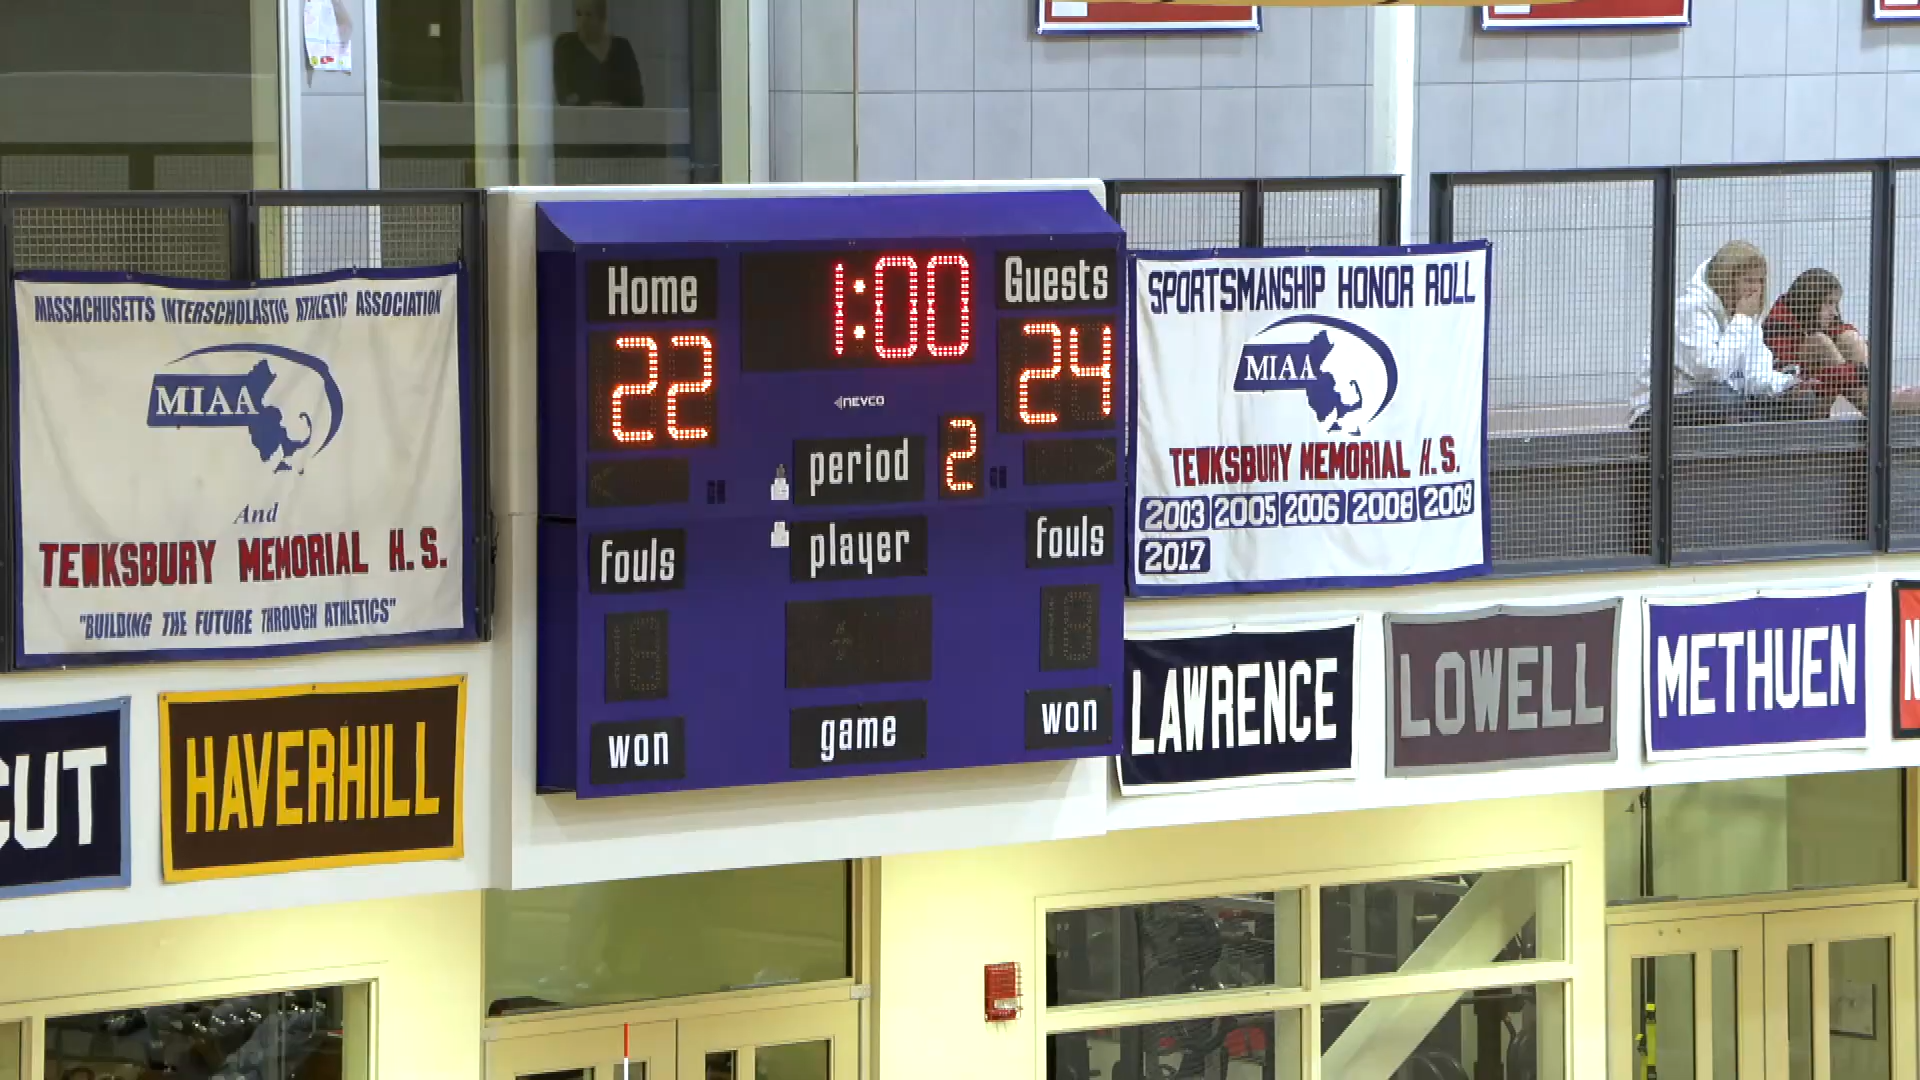 MASSACHUSETTS INTERSCHOLASTIC ATHLETIC ASSOCIATION
MIAA
And
TEWKSBURY MEMORIAL H.S.
"BUILDING THE FUTURE THROUGH ATHLETICS"
Home
1:00
Guests
22
24
NEVCO
period
2
fouls
player
fouls
won
game
won
SPORTSMANSHIP HONOR ROLL
MIAA
TEWKSBURY MEMORIAL H.S.
2003 2005 2006 2008 2009
2017
CUT
HAVERHILL
LAWRENCE
LOWELL
METHUEN
N